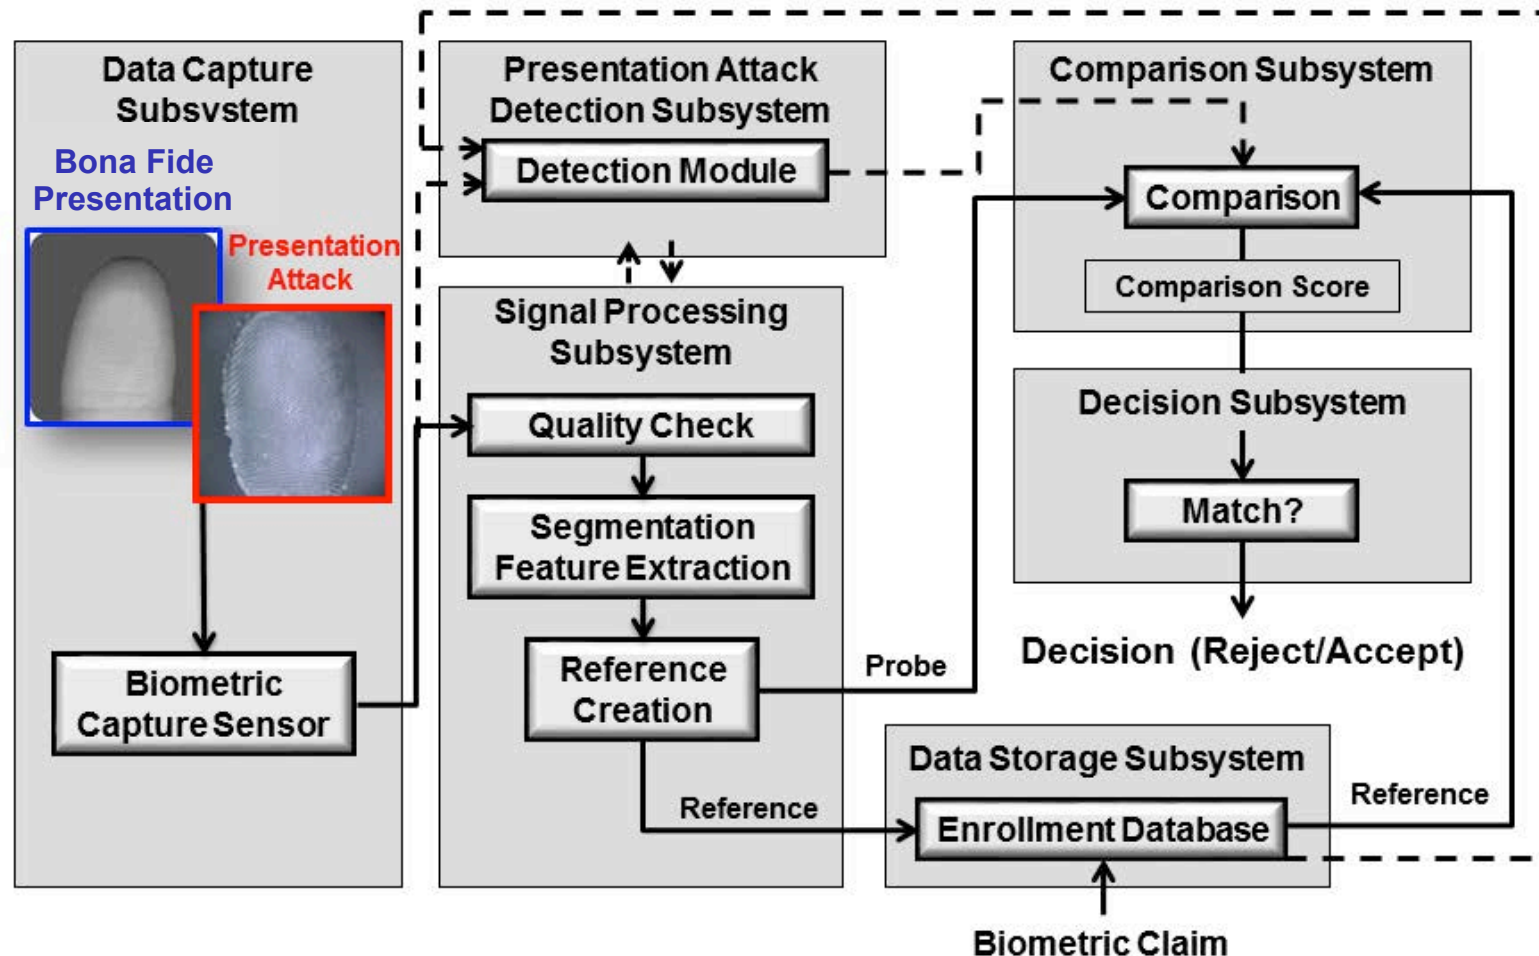 Data Capture
Subsystem
Bona Fide
Presentation
Presentation
Attack
Biometric
Capture Sensor
Presentation Attack
Detection Subsystem
Detection Module
Signal Processing
Subsystem
Quality Check
Segmentation
Feature Extraction
Reference
Creation
Probe
Reference
Comparison Subsystem
Comparison
Comparison Score
Decision Subsystem
Match?
Decision (Reject/Accept)
Data Storage Subsystem
Enrollment Database
Reference
Biometric Claim